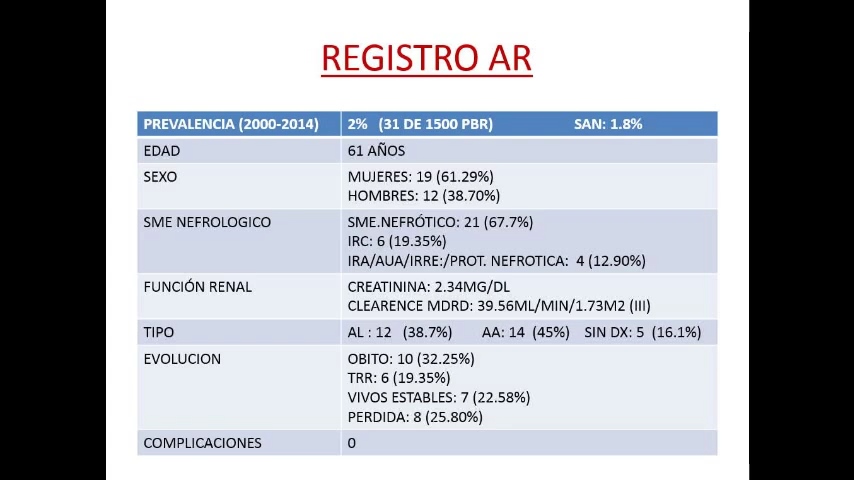 REGISTRO AR
PREVALENCIA (2000-2014) 2% (31 DE 1500 PBR) SAN: 1.8%
EDAD 61 AÑOS
SEXO MUJERES: 19 (61.29%)
HOMBRES: 12 (38.70%)
SME NEFROLOGICO SME.NEFRÓTICO: 21 (67.7%)
IRC: 6 (19.35%)
IRA/AUA/IRRE:/PROT. NEFROTICA: 4 (12.90%)
FUNCIÓN RENAL CREATININA: 2.34MG/DL
CLEARENCE MDRD: 39.56ML/MIN/1.73M2 (III)
TIPO AL : 12 (38.7%) AA: 14 (45%) SIN DX: 5 (16.1%)
EVOLUCION OBITO: 10 (32.25%)
TRR: 6 (19.35%)
VIVOS ESTABLES: 7 (22.58%)
PERDIDA: 8 (25.80%)
COMPLICACIONES 0